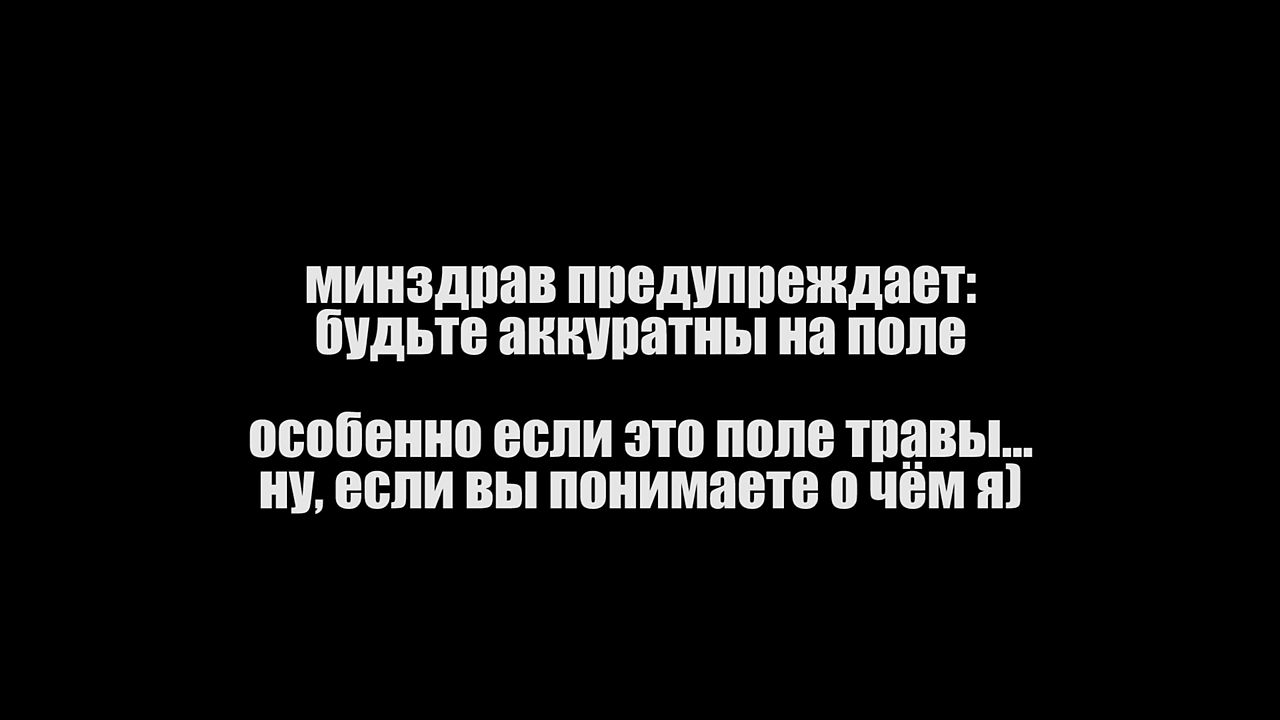 минздрав предупреждает:
будьте аккуратны на поле
особенно если это поле травы...
ну, если вы понимаете о чём я)